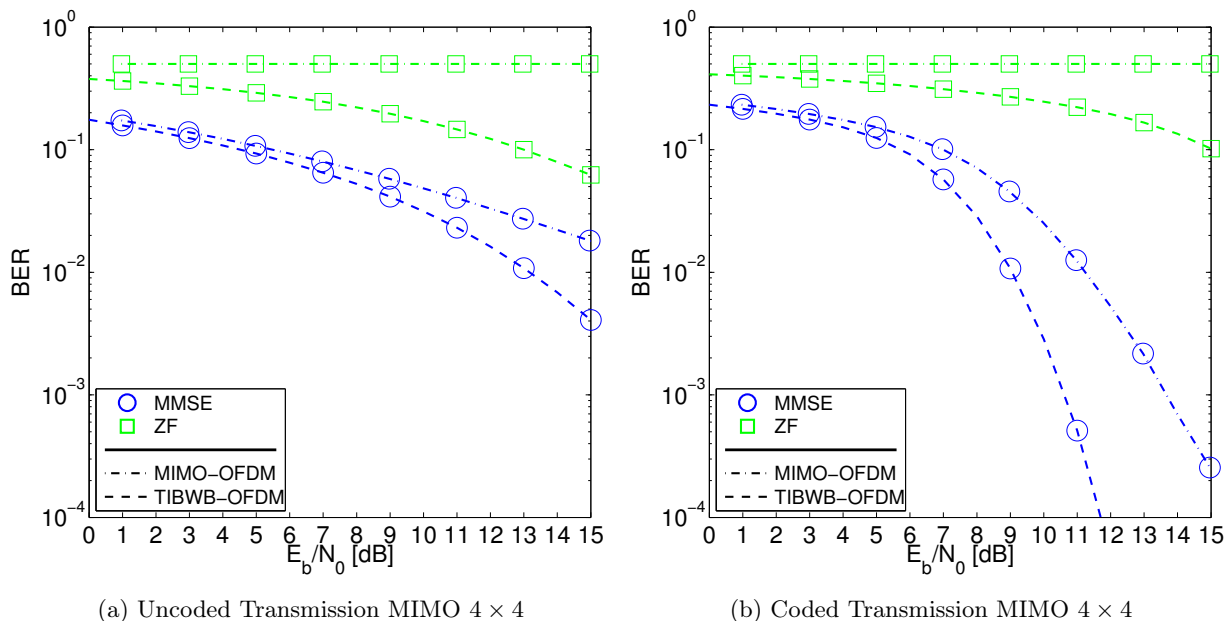 10^0
10^-1
10^-2
10^-3
10^-4
BER
0 1 2 3 4 5 6 7 8 9 10 11 12 13 14 15
E_b/N_0 [dB]
MMSE
ZF
MIMO-OFDM
TIBWB-OFDM
(a) Uncoded Transmission MIMO 4 × 4
10^0
10^-1
10^-2
10^-3
10^-4
BER
0 1 2 3 4 5 6 7 8 9 10 11 12 13 14 15
E_b/N_0 [dB]
MMSE
ZF
MIMO-OFDM
TIBWB-OFDM
(b) Coded Transmission MIMO 4 × 4